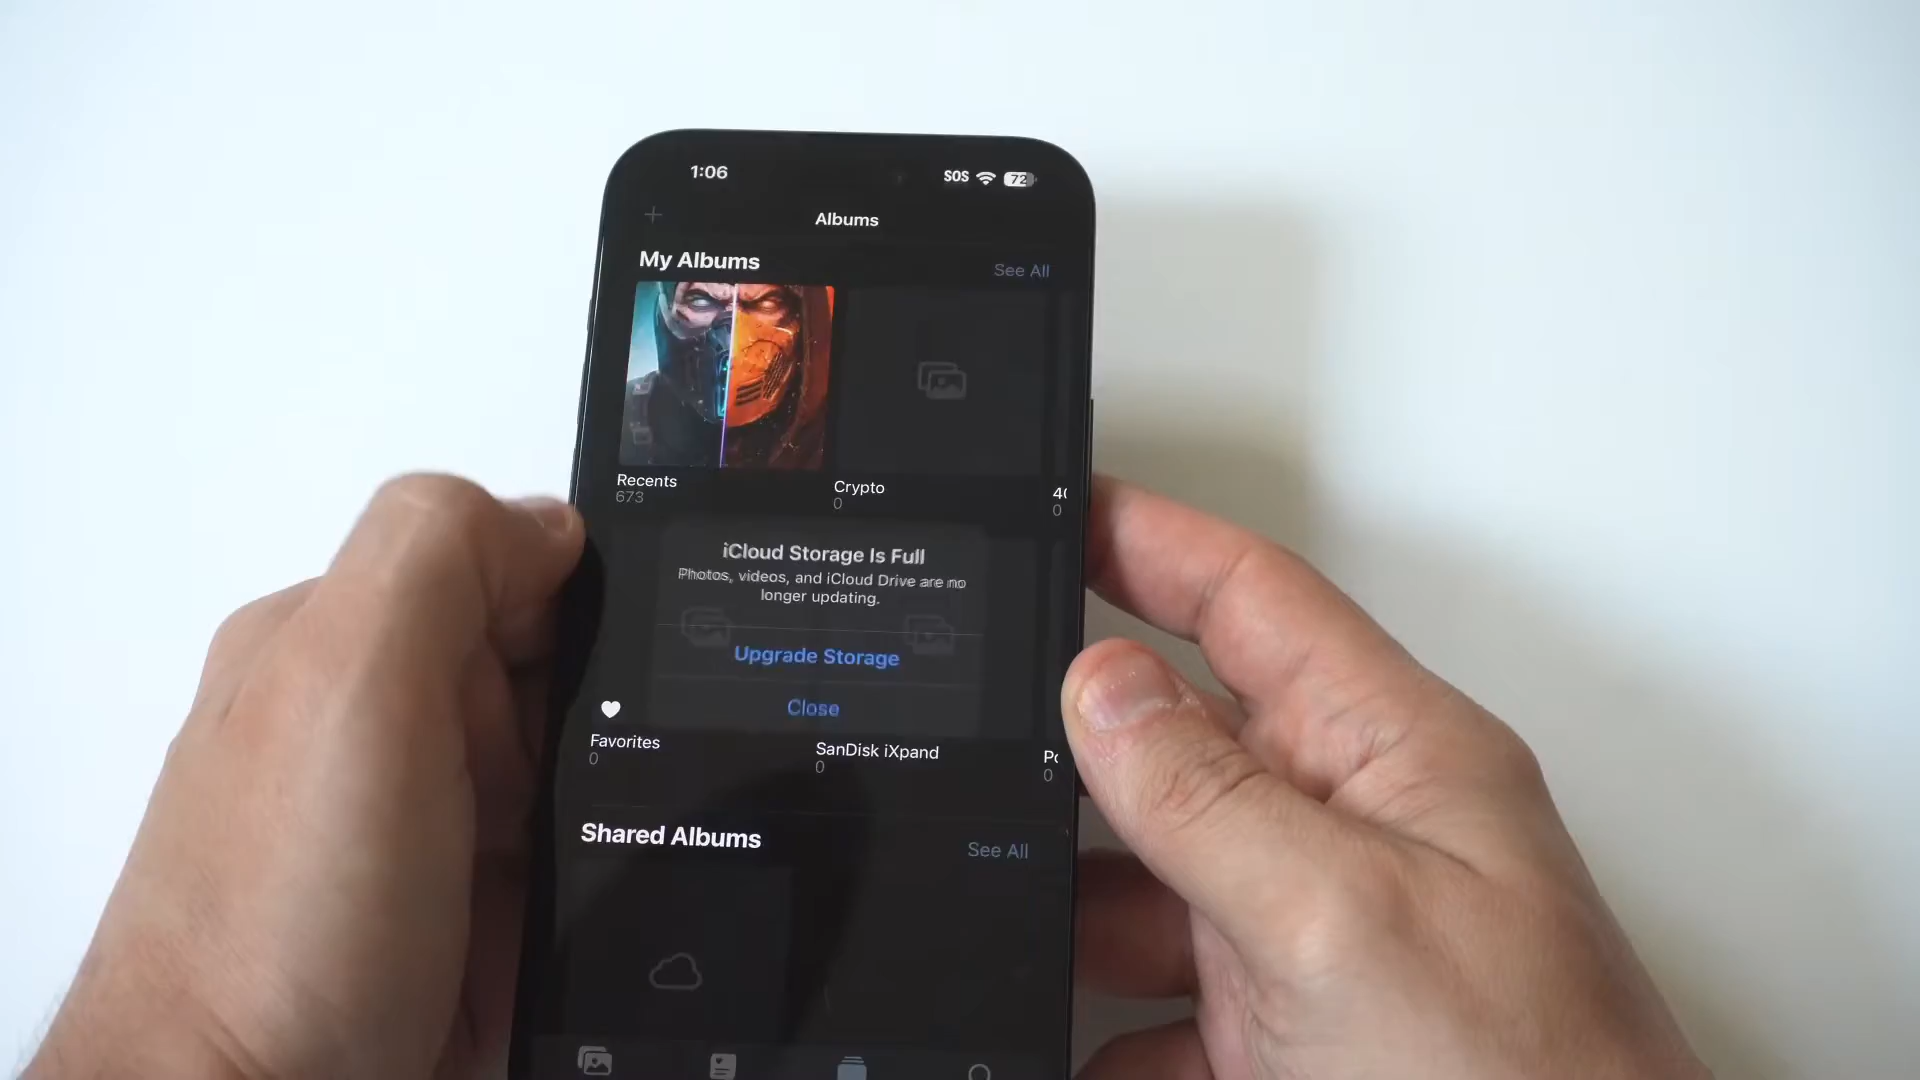 1:06
SOS
72
Albums
My Albums
See All
Recents
673
Crypto
0
0
iCloud Storage Is Full
Photos, videos, and iCloud Drive are no
longer updating.
Upgrade Storage
Close
Favorites
0
SanDisk iXpand
0
0
Shared Albums
See All